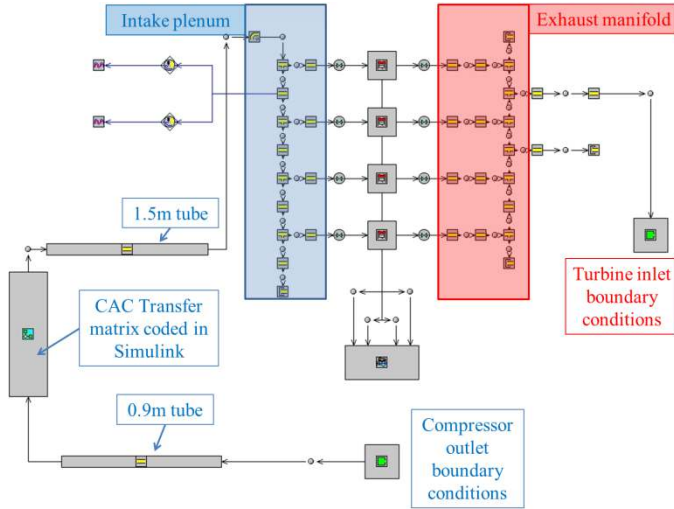 Intake plenum
Exhaust manifold
1.5m tube
CAC Transfer
matrix coded in
Simulink
Turbine inlet
boundary
conditions
0.9m tube
Compressor
outlet
boundary
conditions